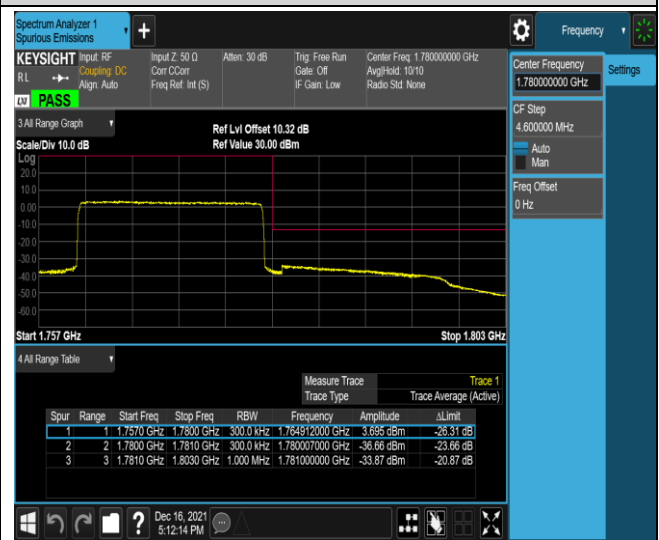 Spectrum Analyzer 1
Spurious Emissions
+
Frequency
KEYSIGHT
RL
Input: RF
Coupling: DC
Align: Auto
Input Z: 50 Ω
Corr CCorr
Freq Ref: Int (S)
Atten: 30 dB
Trig: Free Run
Gate: Off
IF Gain: Low
Center Freq: 1.780000000 GHz
Avg|Hold: 10/10
Radio Std: None
LW PASS
3 All Range Graph
Ref Lvl Offset 10.32 dB
Scale/Div 10.0 dB Ref Value 30.00 dBm
Log
20.0
10.0
0.00
-10.0
-20.0
-30.0
-40.0
-50.0
-60.0
Start 1.757 GHz Stop 1.803 GHz
4 All Range Table
Measure Trace Trace 1
Trace Type Trace Average (Active)
Spur Range Start Freq Stop Freq RBW Frequency Amplitude ΔLimit
1 1 1.7570 GHz 1.7800 GHz 300.0 kHz 1.764912000 GHz 3.695 dBm -26.31 dB
2 2 1.7800 GHz 1.7810 GHz 300.0 kHz 1.780007000 GHz -36.66 dBm -23.66 dB
3 3 1.7810 GHz 1.8030 GHz 1.000 MHz 1.781000000 GHz -33.87 dBm -20.87 dB
Center Frequency
1.780000000 GHz
Settings
CF Step
4.600000 MHz
Auto
Man
Freq Offset
0 Hz
?
Dec 16, 2021
5:12:14 PM